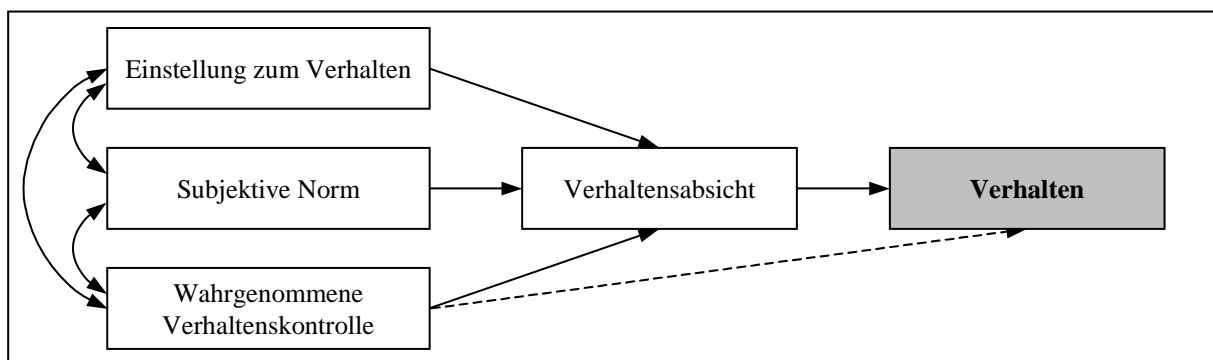 Einstellung zum Verhalten
Subjektive Norm
Verhaltensabsicht
Verhalten
Wahrgenommene
Verhaltenskontrolle